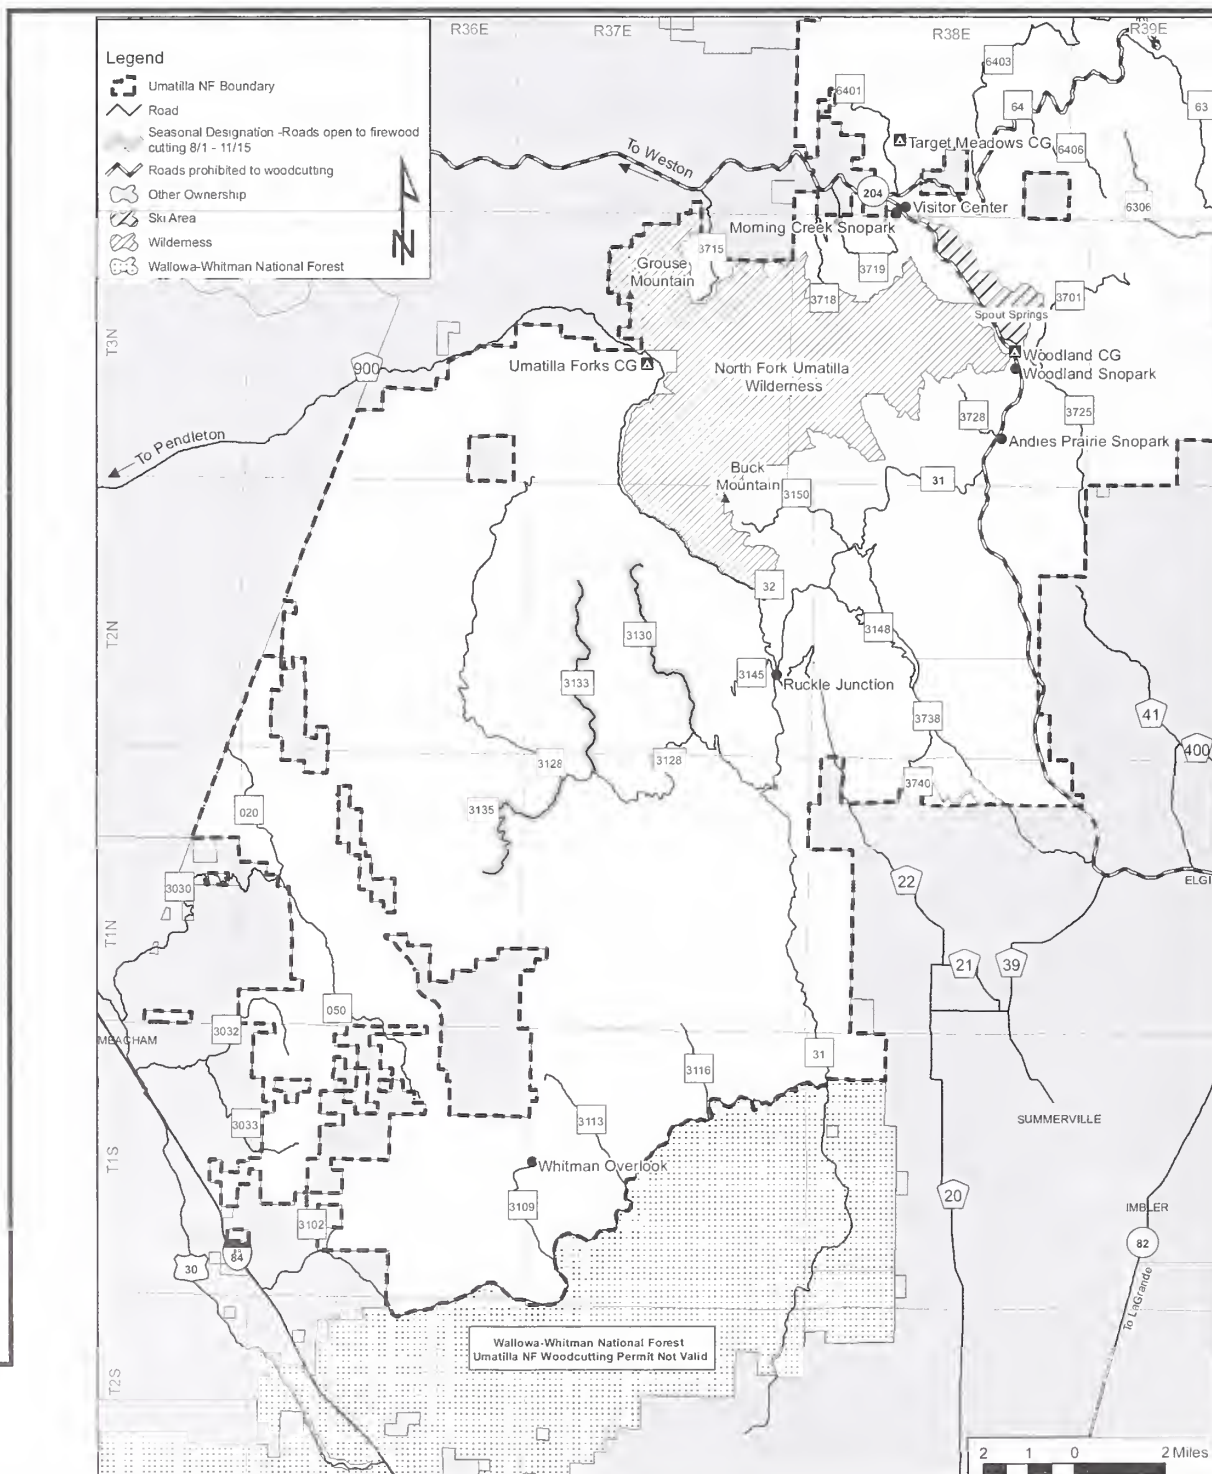 R36E
R37E
R38E
R39E
Legend
Umatilla NF Boundary
Road
Seasonal Designation -Roads open to firewood
cutting 8/1 - 11/15
Roads prohibited to woodcutting
Other Ownership
Ski Area
Wilderness
Wallowa-Whitman National Forest
N
To Weston
6401
6403
64
63
Target Meadows CG
6406
204
Visitor Center
6306
Morning Creek Snopark
3715
Grouse
Mountain
3719
3718
3701
Spout Springs
T3N
900
Umatilla Forks CG
North Fork Umatilla
Wilderness
Woodland CG
Woodland Snopark
3728
3725
To Pendleton
Andies Prairie Snopark
Buck
Mountain
3150
31
32
T2N
3130
3148
3133
3145
Ruckle Junction
3738
41
400
3128
3128
3740
020
3135
3030
22
ELGI
T1N
21
39
050
3032
MEACHAM
31
3116
3033
3113
SUMMERVILLE
T1S
Whitman Overlook
3109
20
3102
IMBLER
84
30
82
To LaGrande
Wallowa-Whitman National Forest
Umatilla NF Woodcutting Permit Not Valid
T2S
2 1 0 2 Miles